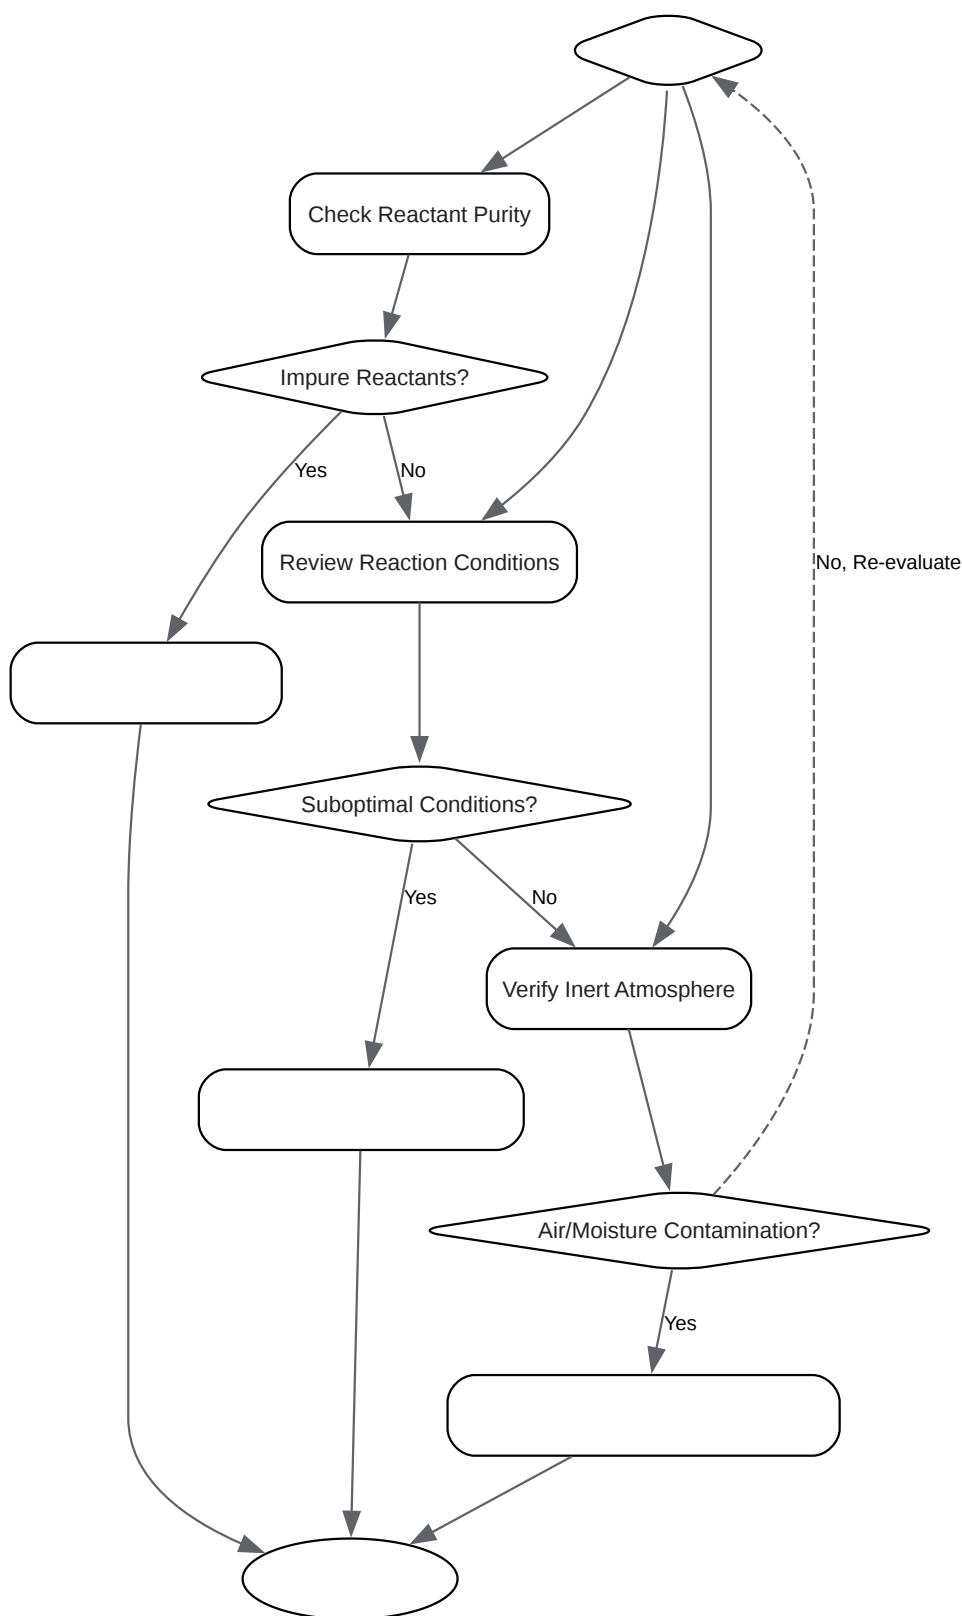 Check Reactant Purity
Impure Reactants?
Yes
No
Review Reaction Conditions
No, Re-evaluate
Suboptimal Conditions?
Yes
No
Verify Inert Atmosphere
Air/Moisture Contamination?
Yes